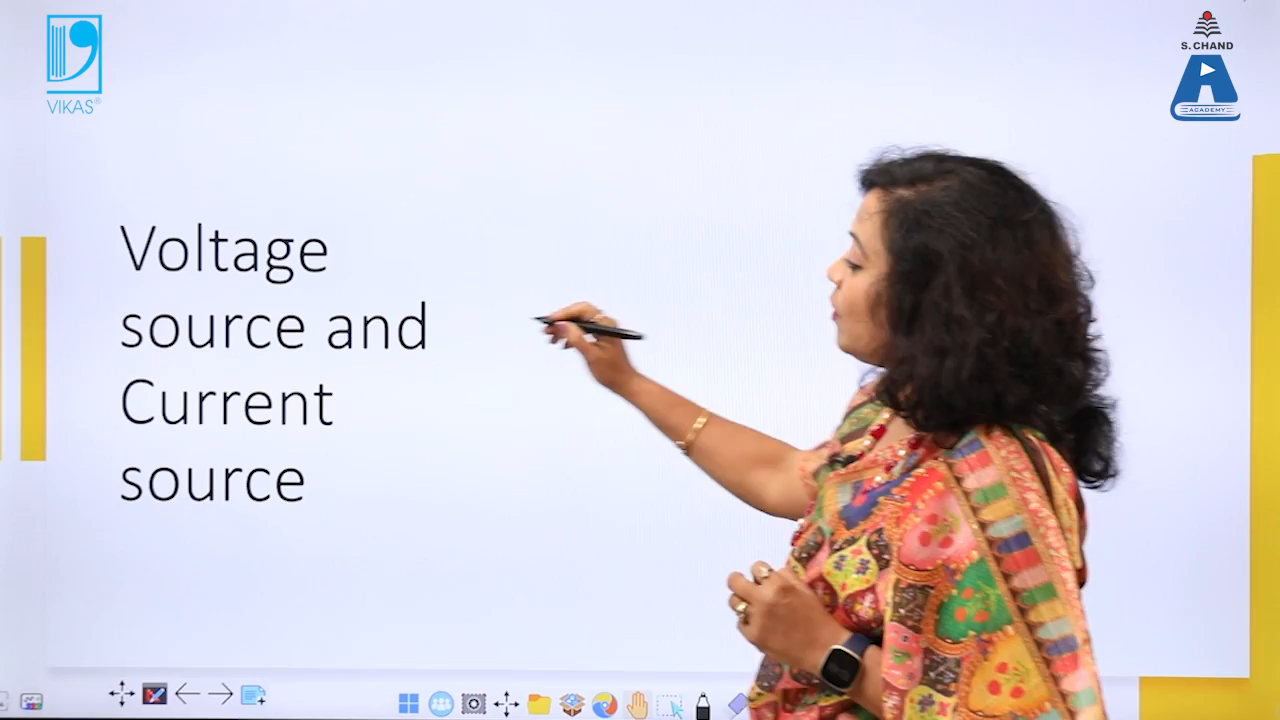 VIKAS®
S. CHAND
ACADEMY
Voltage
source and
Current
source